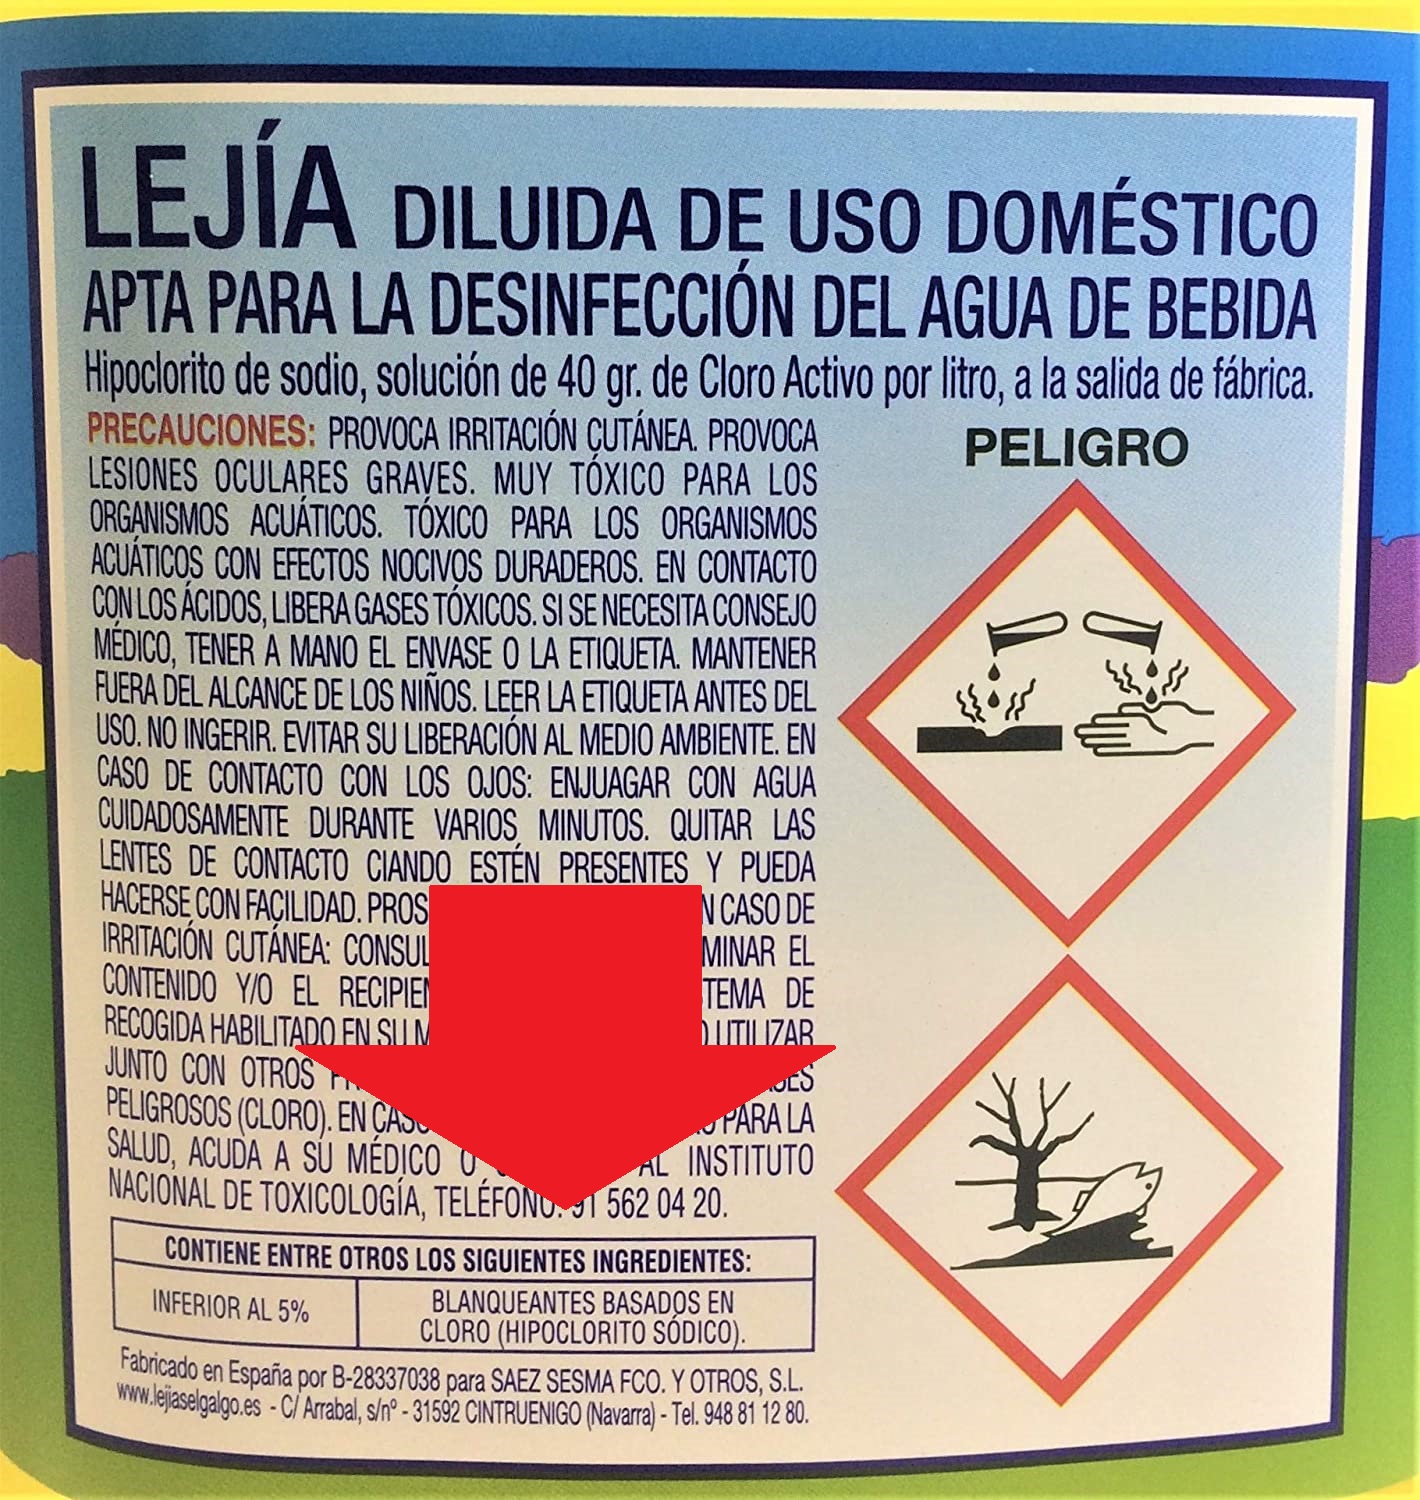 LEJÍA DILUIDA DE USO DOMÉSTICO
APTA PARA LA DESINFECCIÓN DEL AGUA DE BEBIDA
Hipoclorito de sodio, solución de 40 gr. de Cloro Activo por litro, a la salida de fábrica.
PRECAUCIONES: PROVOCA IRRITACIÓN CUTÁNEA. PROVOCA
LESIONES OCULARES GRAVES. MUY TÓXICO PARA LOS
ORGANISMOS ACUÁTICOS. TÓXICO PARA LOS ORGANISMOS
ACUÁTICOS CON EFECTOS NOCIVOS DURADEROS. EN CONTACTO
CON LOS ÁCIDOS, LIBERA GASES TÓXICOS. SI SE NECESITA CONSEJO
MÉDICO, TENER A MANO EL ENVASE O LA ETIQUETA. MANTENER
FUERA DEL ALCANCE DE LOS NIÑOS. LEER LA ETIQUETA ANTES DEL
USO. NO INGERIR. EVITAR SU LIBERACIÓN AL MEDIO AMBIENTE. EN
CASO DE CONTACTO CON LOS OJOS: ENJUAGAR CON AGUA
CUIDADOSAMENTE DURANTE VARIOS MINUTOS. QUITAR LAS
LENTES DE CONTACTO CIANDO ESTÉN PRESENTES Y PUEDA
HACERSE CON FACILIDAD. CASO DE
IRRITACIÓN CUTÁNEA: EL
CONTENIDO Y/O EL DE
RECOGIDA HABILITADO EN SU UTILIZAR
JUNTO CON OTROS
PELIGROSOS (CLORO). EN PARA LA
SALUD, ACUDA A SU MÉDICO O AL INSTITUTO
NACIONAL DE TOXICOLOGÍA, TELÉFONO: 91 562 04 20.
CONTIENE ENTRE OTROS LOS SIGUIENTES INGREDIENTES:
INFERIOR AL 5%
BLANQUEANTES BASADOS EN
CLORO (HIPOCLORITO SÓDICO).
Fabricado en España por B-28337038 para SAEZ SESMA FCO. Y OTROS, S.L.
www.lejiaselgalgo.es - C/ Arrabal, s/nº - 31592 CINTRUENIGO (Navarra) - Tel. 948 81 12 80.
PELIGRO